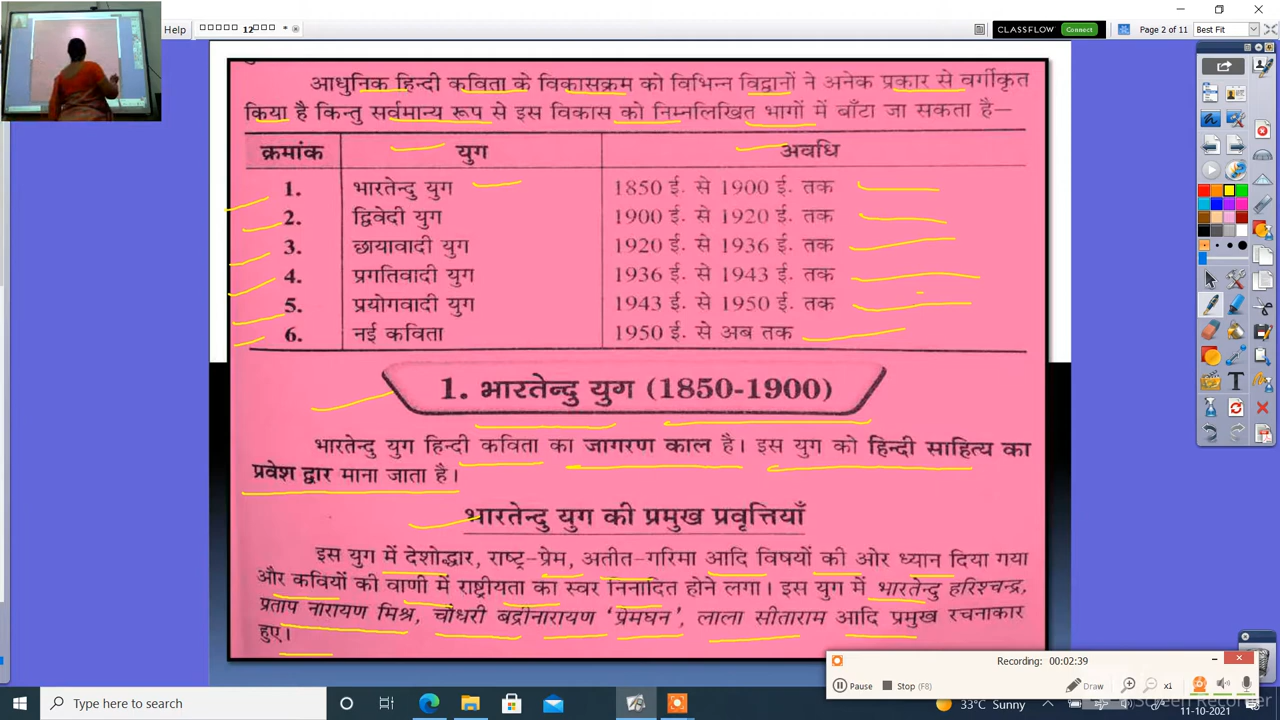 Help
12
CLASSFLOW Connect
Page 2 of 11
Best Fit
आधुनिक हिन्दी कविता के विकासक्रम को विभिन्न विद्वानों ने अनेक प्रकार से वर्गीकृत
किया है किन्तु सर्वमान्य रूप से इस विकास को निम्नलिखित भागों में बाँटा जा सकता है—
क्रमांक युग अवधि
1. भारतेन्दु युग 1850 ई. से 1900 ई. तक
2. द्विवेदी युग 1900 ई. से 1920 ई. तक
3. छायावादी युग 1920 ई. से 1936 ई. तक
4. प्रगतिवादी युग 1936 ई. से 1943 ई. तक
5. प्रयोगवादी युग 1943 ई. से 1950 ई. तक
6. नई कविता 1950 ई. से अब तक
1. भारतेन्दु युग (1850-1900)
भारतेन्दु युग हिन्दी कविता का जागरण काल है। इस युग को हिन्दी साहित्य का
प्रवेश द्वार माना जाता है।
भारतेन्दु युग की प्रमुख प्रवृत्तियाँ
इस युग में देशोद्धार, राष्ट्र-प्रेम, अतीत-गरिमा आदि विषयों की ओर ध्यान दिया गया
और कवियों की वाणी में राष्ट्रीयता का स्वर निनादित होने लगा। इस युग में भारतेन्दु हरिश्चन्द्र,
प्रताप नारायण मिश्र, चौधरी बद्रीनारायण ‘प्रेमघन’, लाला सीताराम आदि प्रमुख रचनाकार
हुए।
Recording: 00:02:39
Pause Stop (F8) Draw x1
Screen Recorder
Type here to search
33°C Sunny
11-10-2021